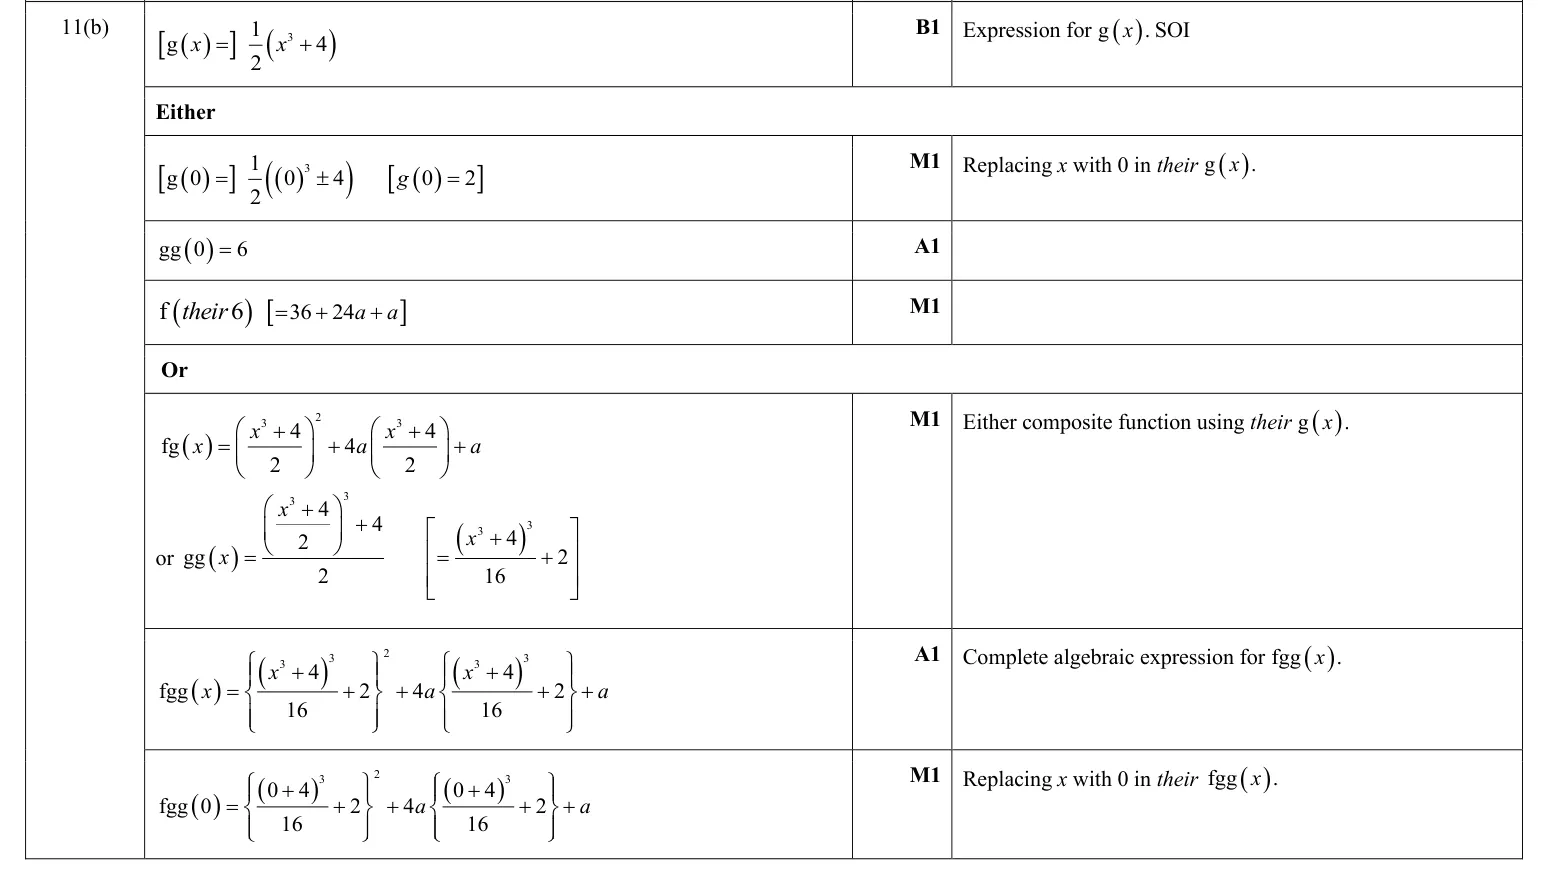 11(b)
[g(x)=] 1/2(x³ + 4)
B1
Expression for g(x). SOI
Either
[g(0)=] 1/2((0)³ ± 4) [g(0) = 2]
M1
Replacing x with 0 in their g(x).
gg(0) = 6
A1
f(their 6) [=36 + 24a + a]
M1
Or
fg(x) = ((x³ + 4)/2)² + 4a((x³ + 4)/2) + a
or gg(x) = (((x³ + 4)/2)³ + 4)/2 [= (x³ + 4)³/16 + 2]
M1
Either composite function using their g(x).
fgg(x) = {(x³ + 4)³/16 + 2}² + 4a{(x³ + 4)³/16 + 2} + a
A1
Complete algebraic expression for fgg(x).
fgg(0) = {(0 + 4)³/16 + 2}² + 4a{(0 + 4)³/16 + 2} + a
M1
Replacing x with 0 in their fgg(x).